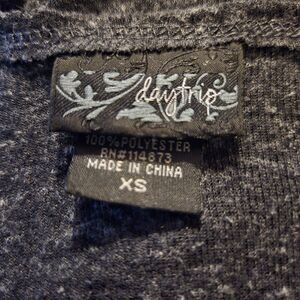 daytrip
100% POLYESTER
RN#114673
MADE IN CHINA
XS